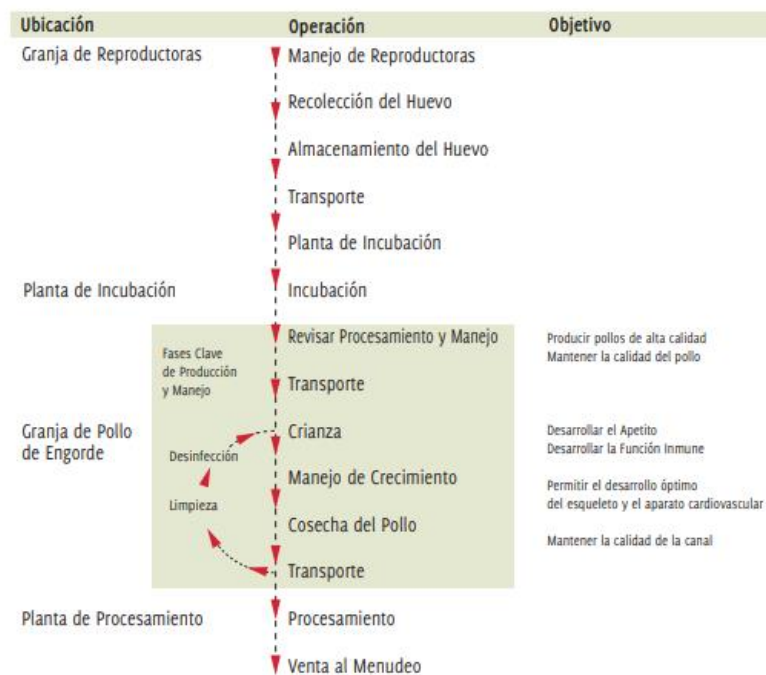 Ubicación Operación Objetivo
Granja de Reproductoras Manejo de Reproductoras
Recolección del Huevo
Almacenamiento del Huevo
Transporte
Planta de Incubación
Planta de Incubación Incubación
Revisar Procesamiento y Manejo Producir pollos de alta calidad
Mantener la calidad del pollo
Fases Clave
de Producción
y Manejo
Transporte
Granja de Pollo
de Engorde
Crianza Desarrollar el Apetito
Desarrollar la Función Inmune
Desinfección
Manejo de Crecimiento Permitir el desarrollo óptimo
del esqueleto y el aparato cardiovascular
Limpieza
Cosecha del Pollo Mantener la calidad de la canal
Transporte
Planta de Procesamiento Procesamiento
Venta al Menudeo